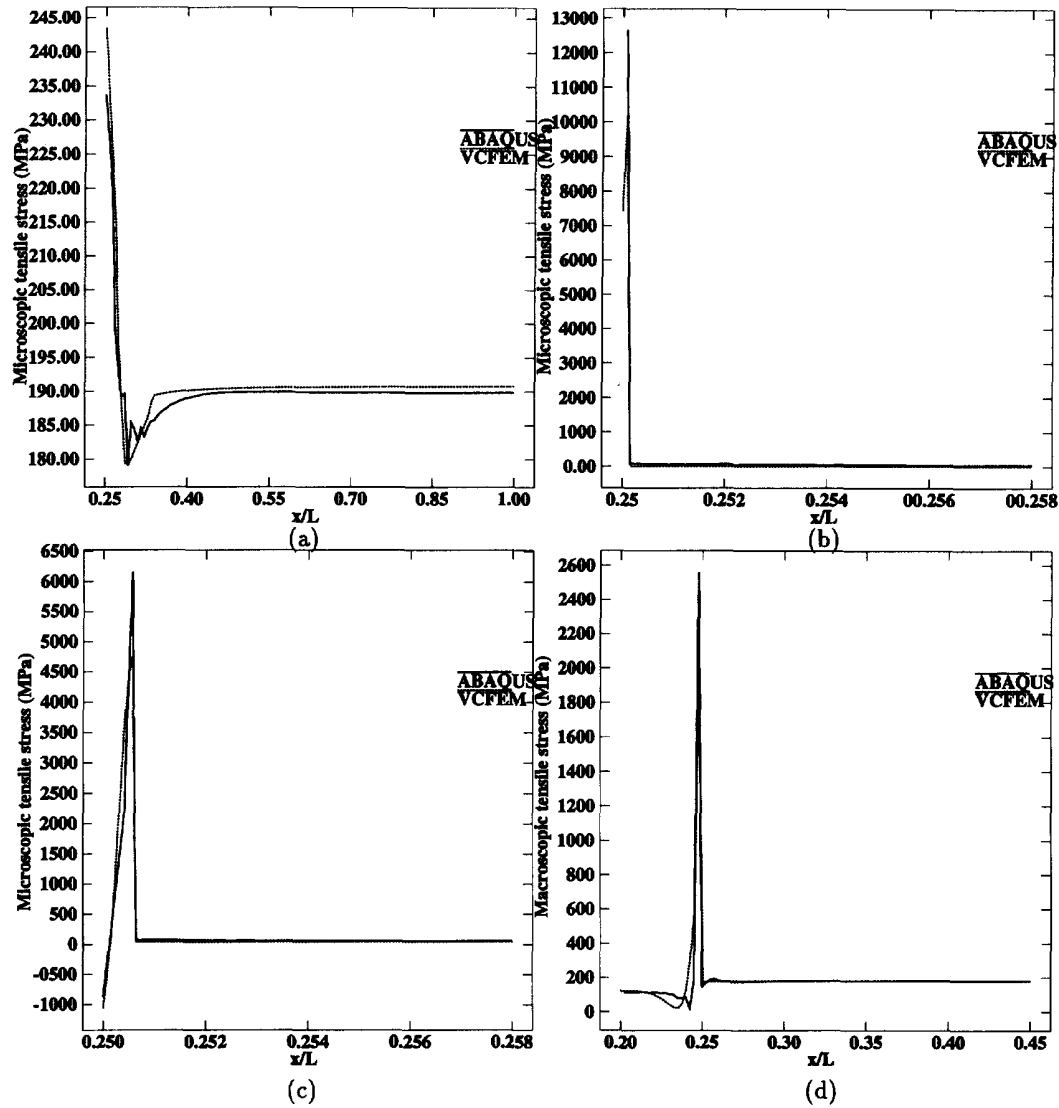 245.00
240.00
235.00
230.00
225.00
220.00
215.00
210.00
205.00
200.00
195.00
190.00
185.00
180.00
Microscopic tensile stress (MPa)
ABAQUS
VCFEM
0.25 0.40 0.55 0.70 0.85 1.00
x/L
(a)
13000
12000
11000
10000
9000
8000
7000
6000
5000
4000
3000
2000
1000
0.00
Microscopic tensile stress (MPa)
ABAQUS
VCFEM
0.25 0.252 0.254 00.256 00.258
x/L
(b)
6500
6000
5500
5000
4500
4000
3500
3000
2500
2000
1500
1000
500
0
-0500
-1000
Microscopic tensile stress (MPa)
ABAQUS
VCFEM
0.250 0.252 0.254 0.256 0.258
x/L
(c)
2600
2400
2200
2000
1800
1600
1400
1200
1000
800
600
400
200
0
Macroscopic tensile stress (MPa)
ABAQUS
VCFEM
0.20 0.25 0.30 0.35 0.40 0.45
x/L
(d)